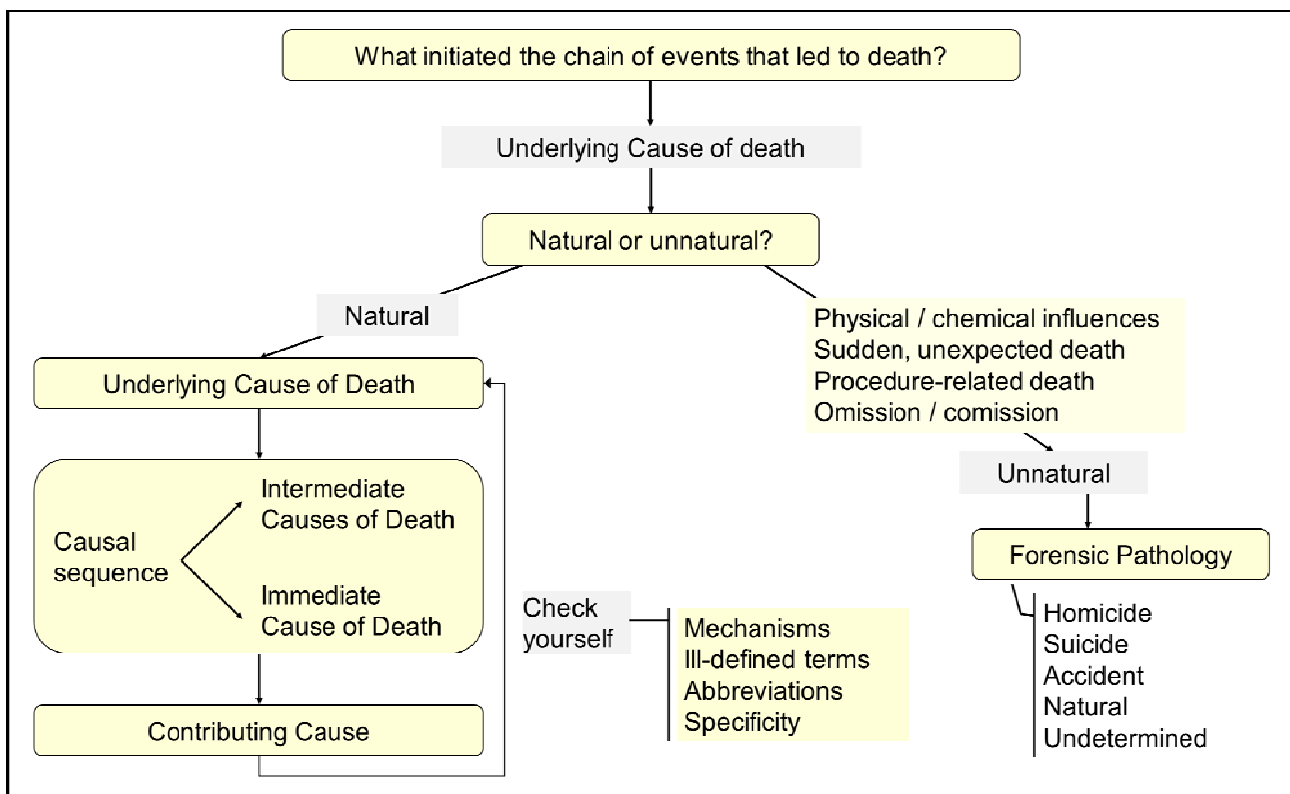 What initiated the chain of events that led to death?
Underlying Cause of death
Natural or unnatural?
Natural
Underlying Cause of Death
Causal
sequence
Intermediate
Causes of Death
Immediate
Cause of Death
Contributing Cause
Check
yourself
Mechanisms
Ill-defined terms
Abbreviations
Specificity
Physical / chemical influences
Sudden, unexpected death
Procedure-related death
Omission / comission
Unnatural
Forensic Pathology
Homicide
Suicide
Accident
Natural
Undetermined